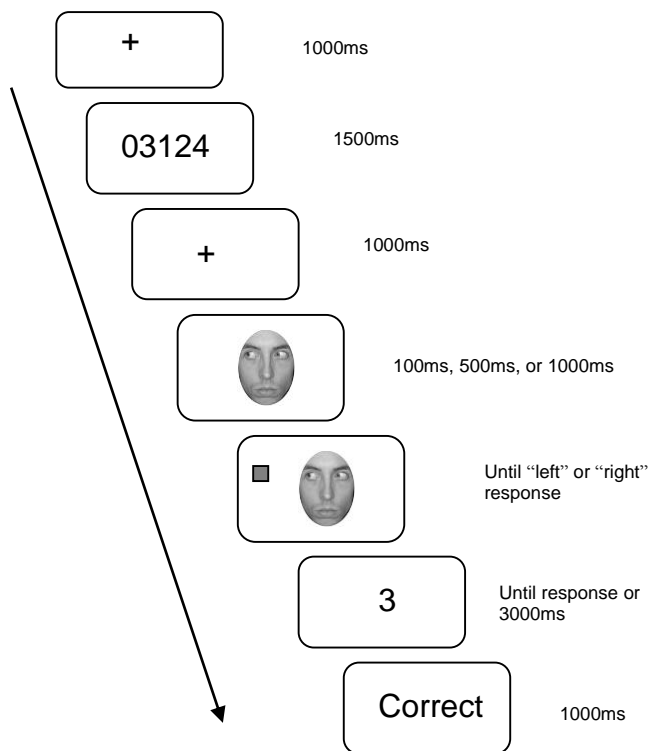 +
1000ms
03124
1500ms
+
1000ms
100ms, 500ms, or 1000ms
Until “left” or “right”
response
3
Until response or
3000ms
Correct
1000ms